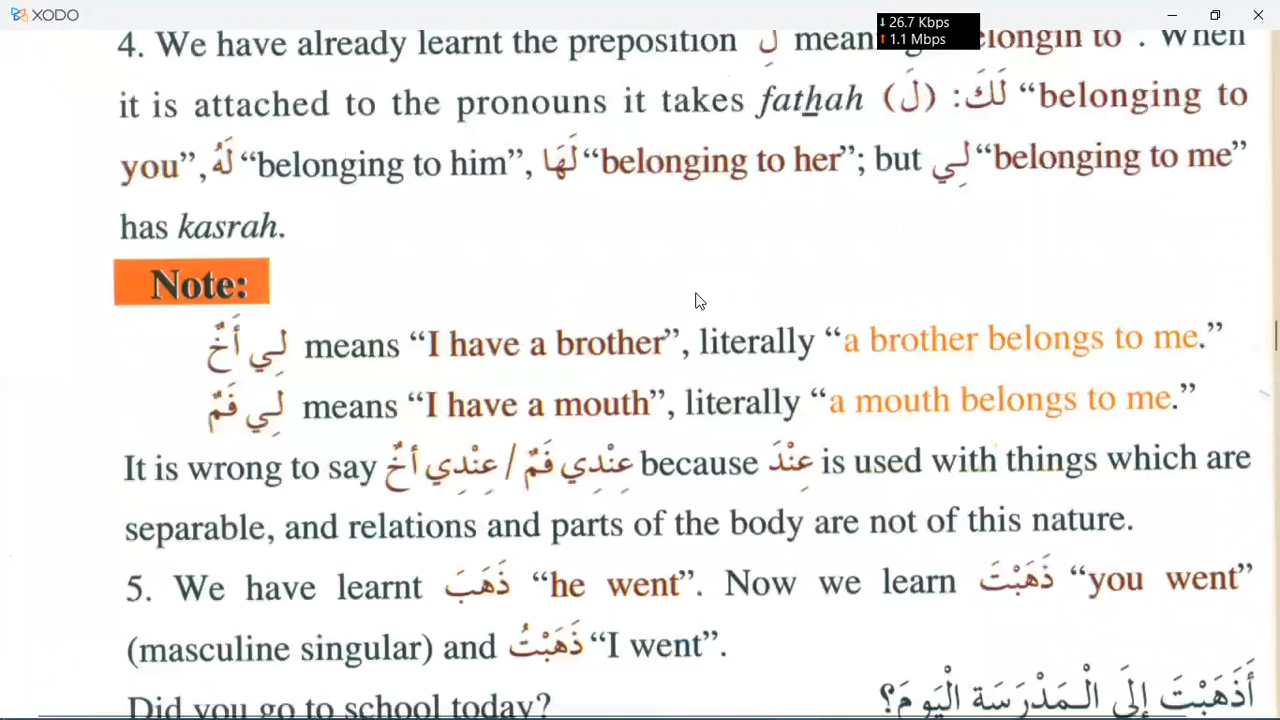 XODO
↓ 26.7 Kbps
↑ 1.1 Mbps
4. We have already learnt the preposition لِ mean elongin to”. When
it is attached to the pronouns it takes fathah (لَ) :لَكَ “belonging to
you”, لَهُ “belonging to him”, لَهَا “belonging to her”; but لِي “belonging to me”
has kasrah.
Note:
لِي أَخٌ means “I have a brother”, literally “a brother belongs to me.”
لِي فَمٌ means “I have a mouth”, literally “a mouth belongs to me.”
It is wrong to say عِنْدِي فَمٌ / عِنْدِي أخٌ because عِنْدَ is used with things which are
separable, and relations and parts of the body are not of this nature.
5. We have learnt ذَهَبَ “he went”. Now we learn ذَهَبْتَ “you went”
(masculine singular) and ذَهَبْتُ “I went”.
Did you go to school today? أَذَهَبْتَ إِلَى الْمَدْرَسَة الْيَومَ؟